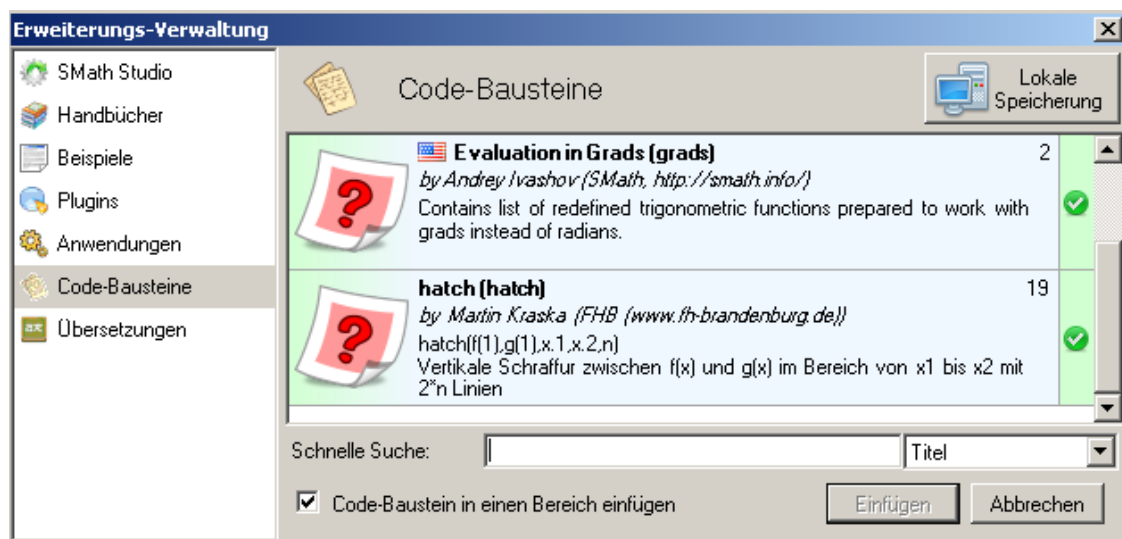 Erweiterungs-Verwaltung
SMath Studio
Handbücher
Beispiele
Plugins
Anwendungen
Code-Bausteine
Übersetzungen
Code-Bausteine
Lokale
Speicherung
Evaluation in Grads (grads) 2
by Andrey Ivashov (SMath, http://smath.info/)
Contains list of redefined trigonometric functions prepared to work with
grads instead of radians.
hatch (hatch) 19
by Martin Kraska (FHB (www.fh-brandenburg.de))
hatch(f(1),g(1),x.1,x.2,n)
Vertikale Schraffur zwischen f(x) und g(x) im Bereich von x1 bis x2 mit
2*n Linien
Schnelle Suche: Titel
Code-Baustein in einen Bereich einfügen
Einfügen Abbrechen